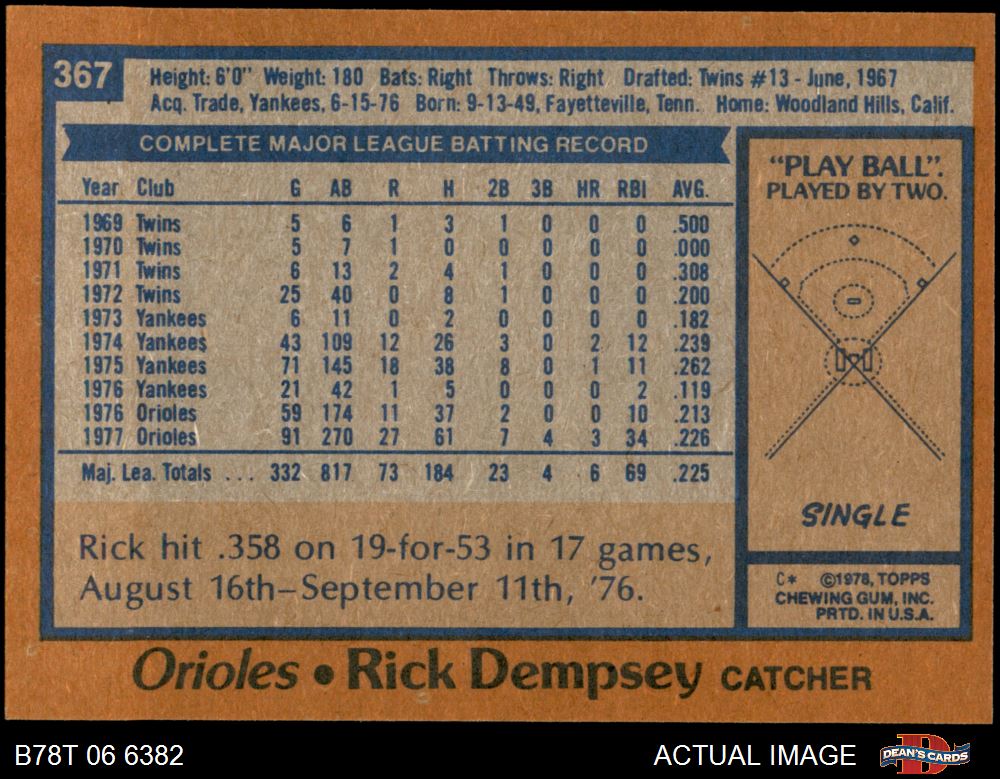 367
Height: 6'0" Weight: 180 Bats: Right Throws: Right Drafted: Twins #13 - June, 1967
Acq. Trade, Yankees, 6-15-76 Born: 9-13-49, Fayetteville, Tenn. Home: Woodland Hills, Calif.
COMPLETE MAJOR LEAGUE BATTING RECORD
Year Club G AB R H 2B 3B HR RBI AVG.
1969 Twins 5 6 1 3 1 0 0 0 .500
1970 Twins 5 7 1 0 0 0 0 0 .000
1971 Twins 6 13 2 4 1 0 0 0 .308
1972 Twins 25 40 0 8 1 0 0 0 .200
1973 Yankees 6 11 0 2 0 0 0 0 .182
1974 Yankees 43 109 12 26 3 0 2 12 .239
1975 Yankees 71 145 18 38 8 0 1 11 .262
1976 Yankees 21 42 1 5 0 0 0 2 .119
1976 Orioles 59 174 11 37 2 0 0 10 .213
1977 Orioles 91 270 27 61 7 4 3 34 .226
Maj. Lea. Totals ... 332 817 73 184 23 4 6 69 .225
Rick hit .358 on 19-for-53 in 17 games,
August 16th–September 11th, '76.
"PLAY BALL".
PLAYED BY TWO.
SINGLE
C* ©1978, TOPPS
CHEWING GUM, INC.
PRTD. IN U.S.A.
Orioles • Rick Dempsey CATCHER
B78T 06 6382
ACTUAL IMAGE
DEAN'S CARDS